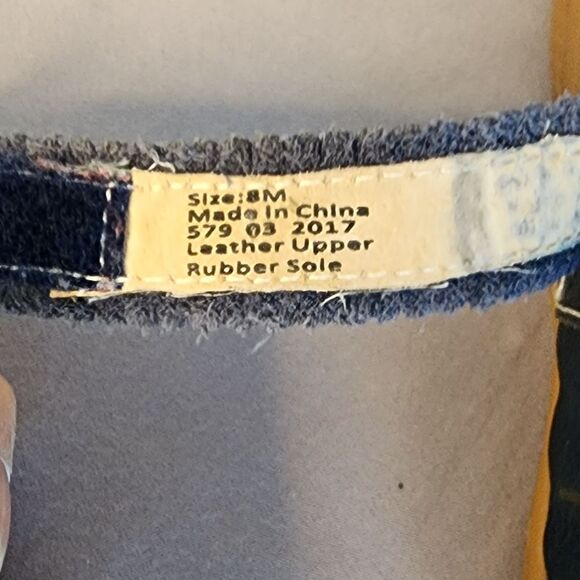 Size:8M
Made in China
579 03 2017
Leather Upper
Rubber Sole